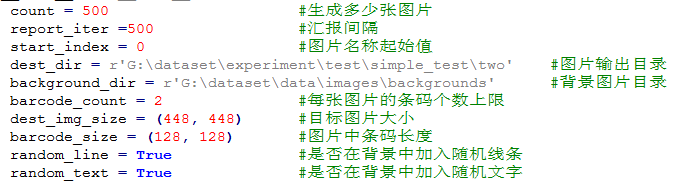 count = 500 #生成多少张图片
report_iter =500 #汇报间隔
start_index = 0 #图片名称起始值
dest_dir = r'G:\dataset\experiment\test\simple_test\two' #图片输出目录
background_dir = r'G:\dataset\data\images\backgrounds' #背景图片目录
barcode_count = 2 #每张图片的条码个数上限
dest_img_size = (448, 448) #目标图片大小
barcode_size = (128, 128) #图片中条码长度
random_line = True #是否在背景中加入随机线条
random_text = True #是否在背景中加入随机文字